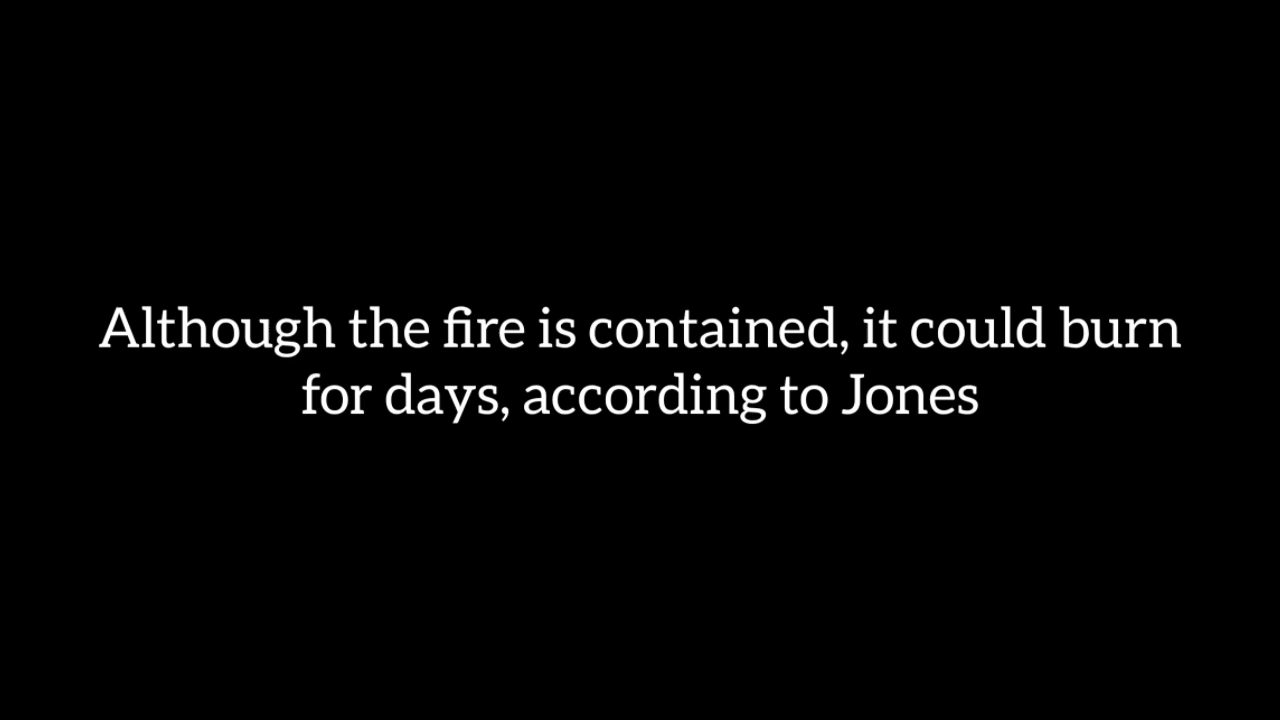 Although the fire is contained, it could burn
for days, according to Jones